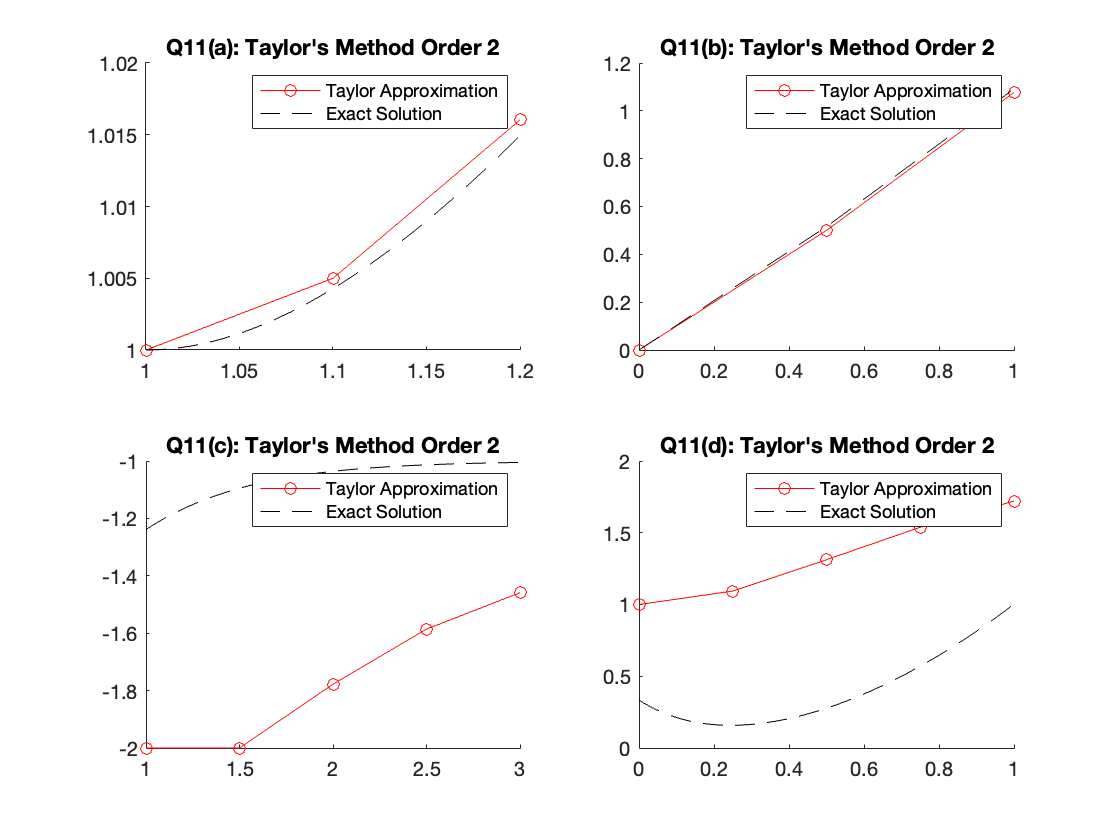 Q11(a): Taylor's Method Order 2
1.02
1.015
1.01
1.005
1
1 1.05 1.1 1.15 1.2
Taylor Approximation
Exact Solution
Q11(b): Taylor's Method Order 2
1.2
1
0.8
0.6
0.4
0.2
0
0 0.2 0.4 0.6 0.8 1
Taylor Approximation
Exact Solution
Q11(c): Taylor's Method Order 2
-1
-1.2
-1.4
-1.6
-1.8
-2
1 1.5 2 2.5 3
Taylor Approximation
Exact Solution
Q11(d): Taylor's Method Order 2
2
1.5
1
0.5
0
0 0.2 0.4 0.6 0.8 1
Taylor Approximation
Exact Solution